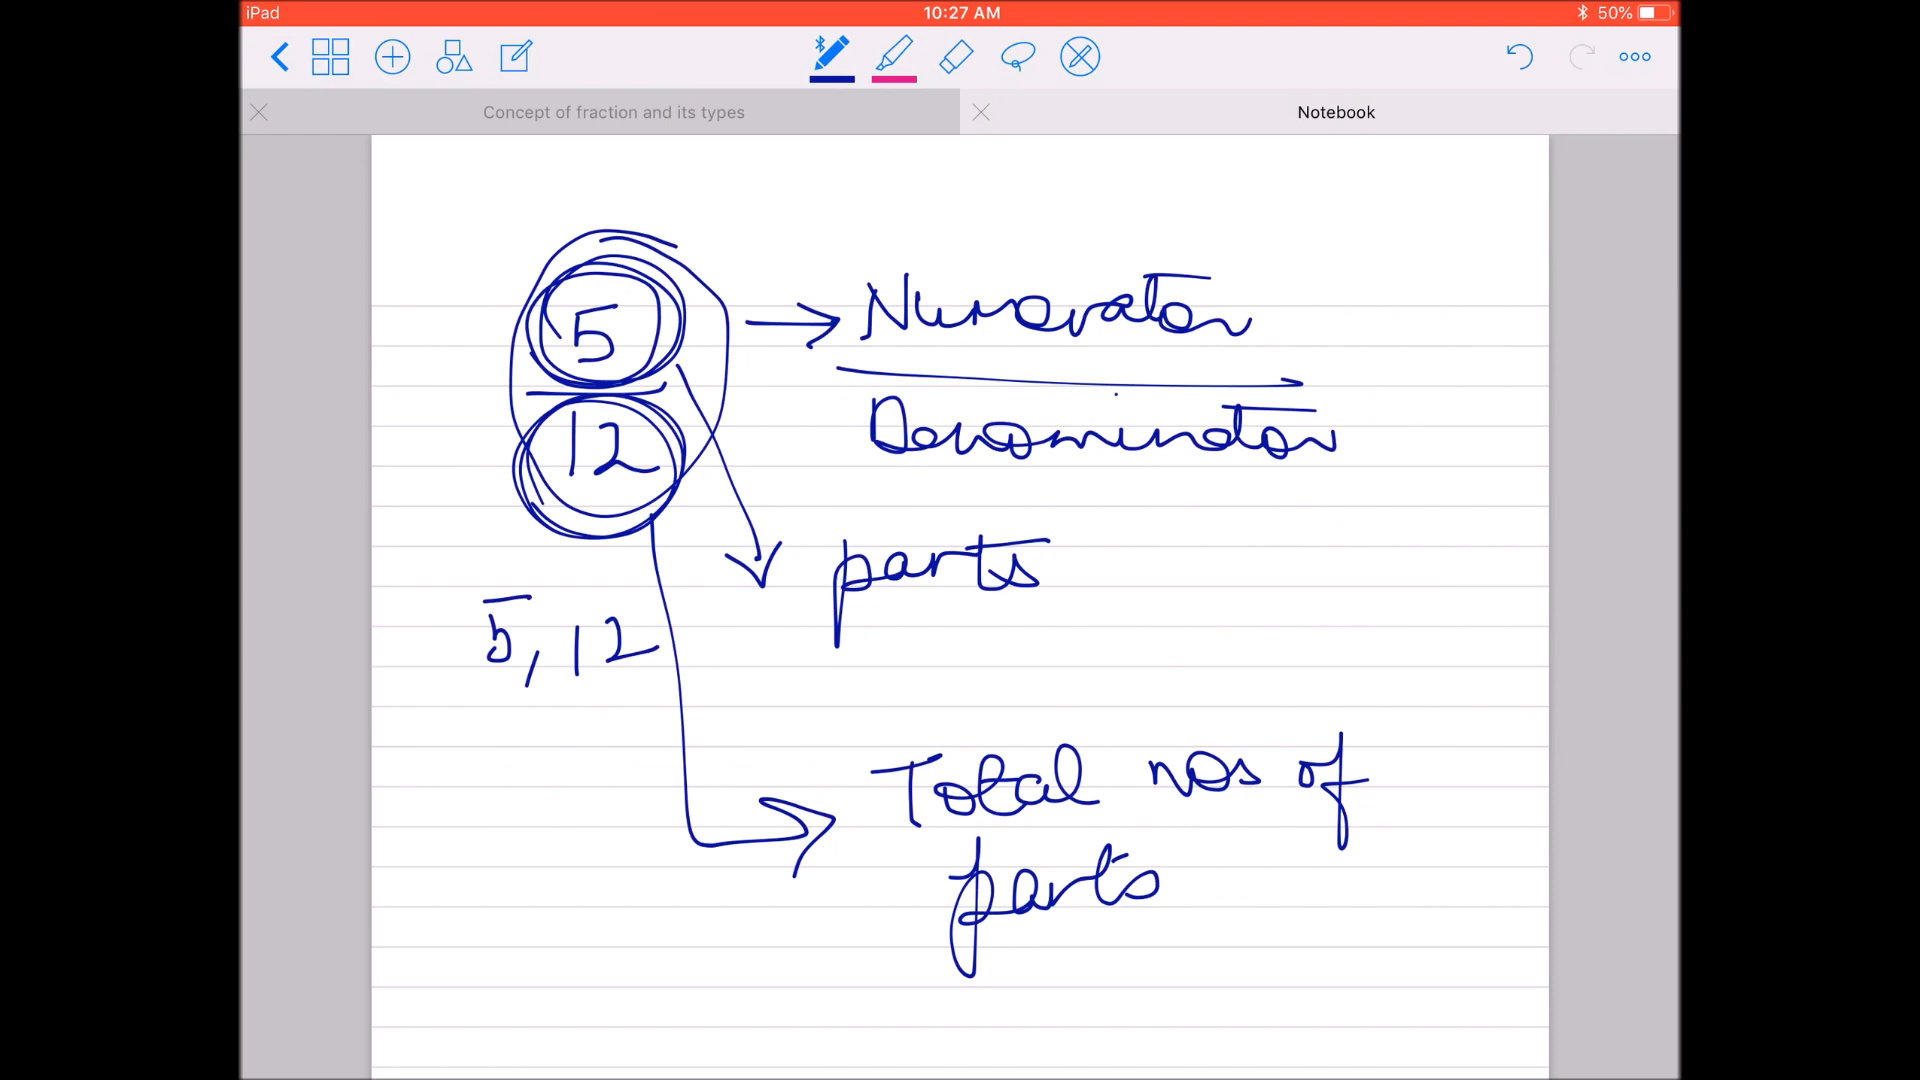 iPad 10:27 AM 50%
Concept of fraction and its types Notebook
5 → Numerator
12 Denominator
parts
5, 12
Total nos of
parts